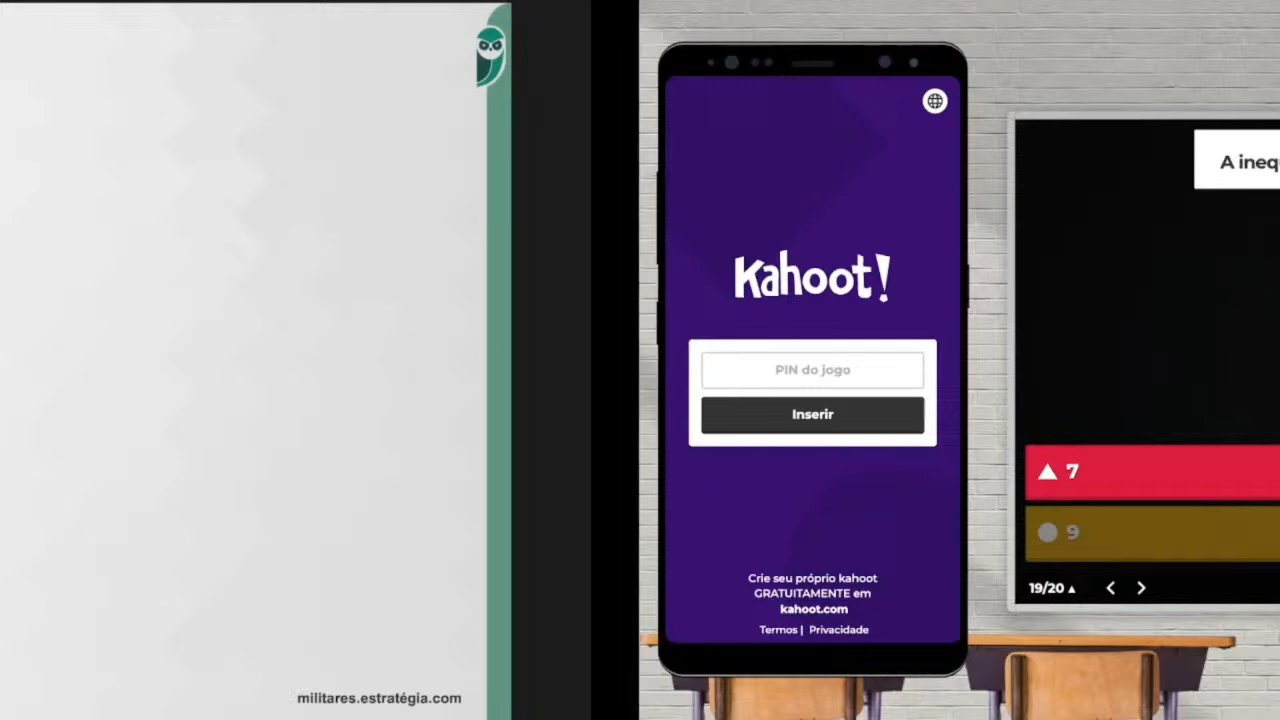 militares.estratégia.com
Kahoot!
PIN do jogo
Inserir
Crie seu próprio kahoot
GRATUITAMENTE em
kahoot.com
Termos | Privacidade
A ineq
7
9
19/20